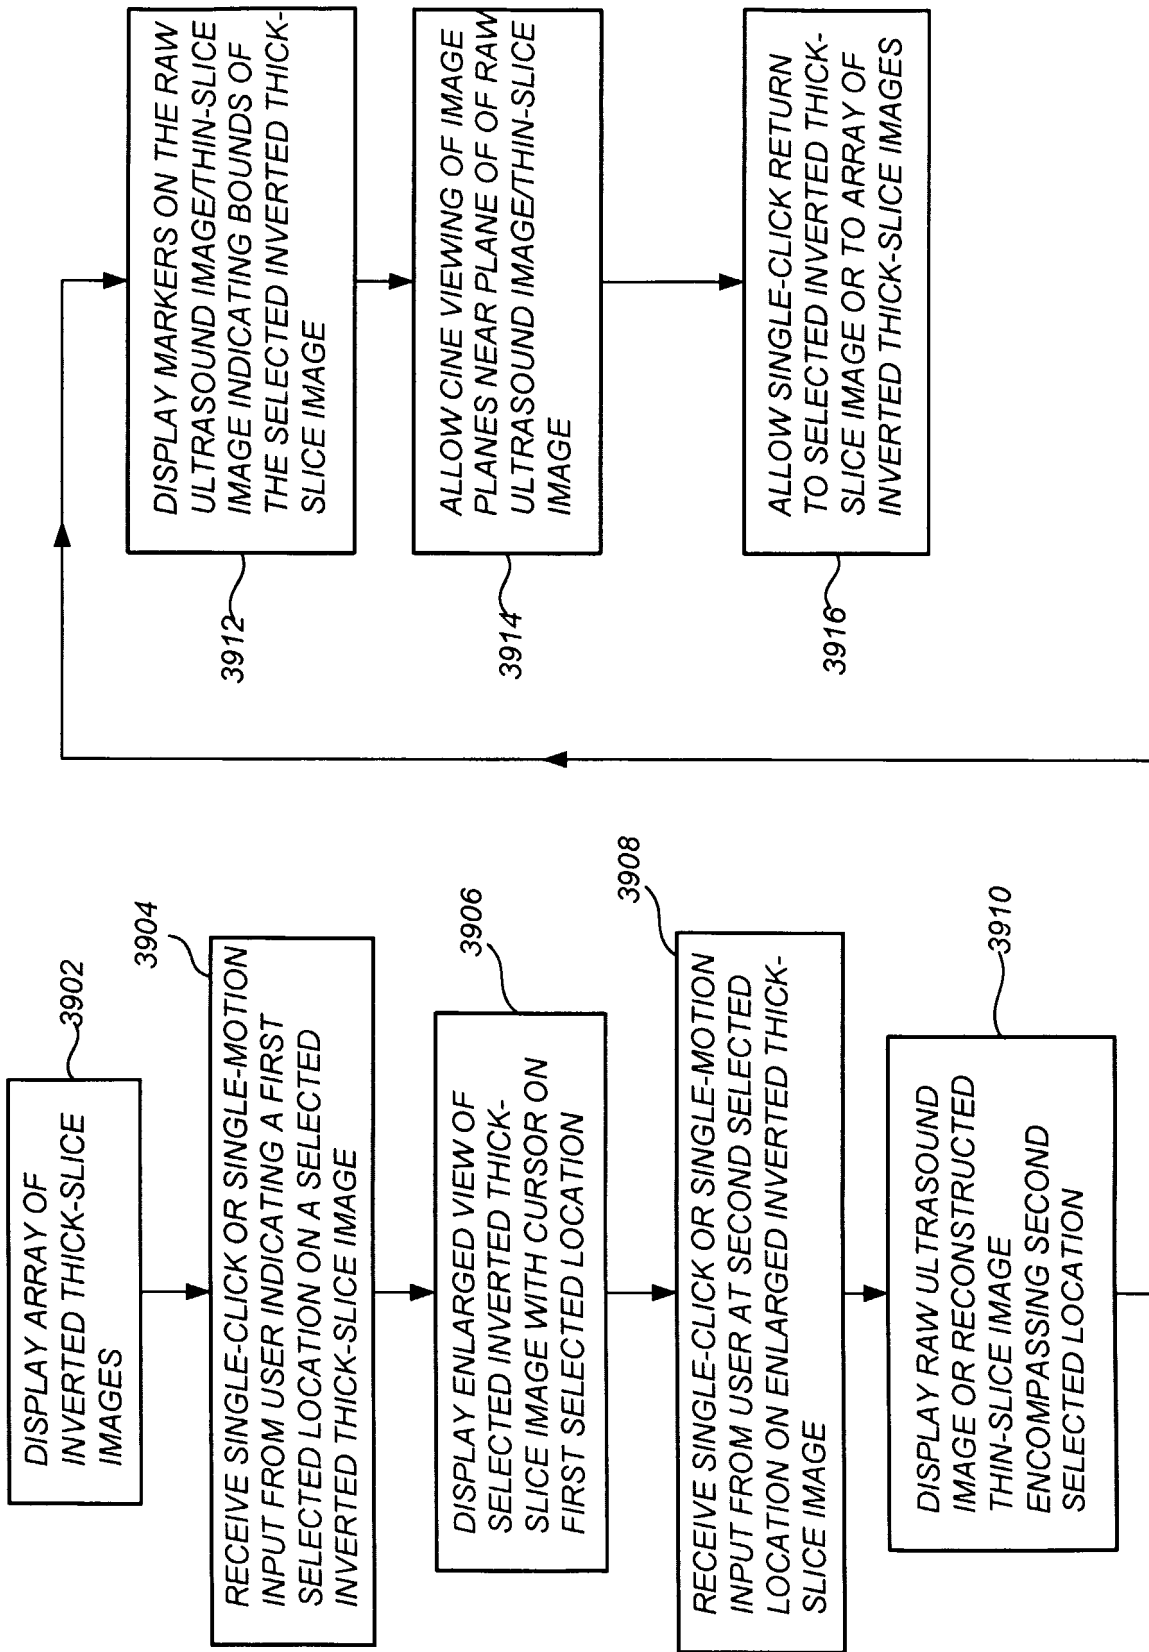 3902
DISPLAY ARRAY OF
INVERTED THICK-SLICE
IMAGES
3904
RECEIVE SINGLE-CLICK OR SINGLE-MOTION
INPUT FROM USER INDICATING A FIRST
SELECTED LOCATION ON A SELECTED
INVERTED THICK-SLICE IMAGE
3906
DISPLAY ENLARGED VIEW OF
SELECTED INVERTED THICK-
SLICE IMAGE WITH CURSOR ON
FIRST SELECTED LOCATION
3908
RECEIVE SINGLE-CLICK OR SINGLE-MOTION
INPUT FROM USER AT SECOND SELECTED
LOCATION ON ENLARGED INVERTED THICK-
SLICE IMAGE
3910
DISPLAY RAW ULTRASOUND
IMAGE OR RECONSTRUCTED
THIN-SLICE IMAGE
ENCOMPASSING SECOND
SELECTED LOCATION
3912
DISPLAY MARKERS ON THE RAW
ULTRASOUND IMAGE/THIN-SLICE
IMAGE INDICATING BOUNDS OF
THE SELECTED INVERTED THICK-
SLICE IMAGE
3914
ALLOW CINE VIEWING OF IMAGE
PLANES NEAR PLANE OF OF RAW
ULTRASOUND IMAGE/THIN-SLICE
IMAGE
3916
ALLOW SINGLE-CLICK RETURN
TO SELECTED INVERTED THICK-
SLICE IMAGE OR TO ARRAY OF
INVERTED THICK-SLICE IMAGES